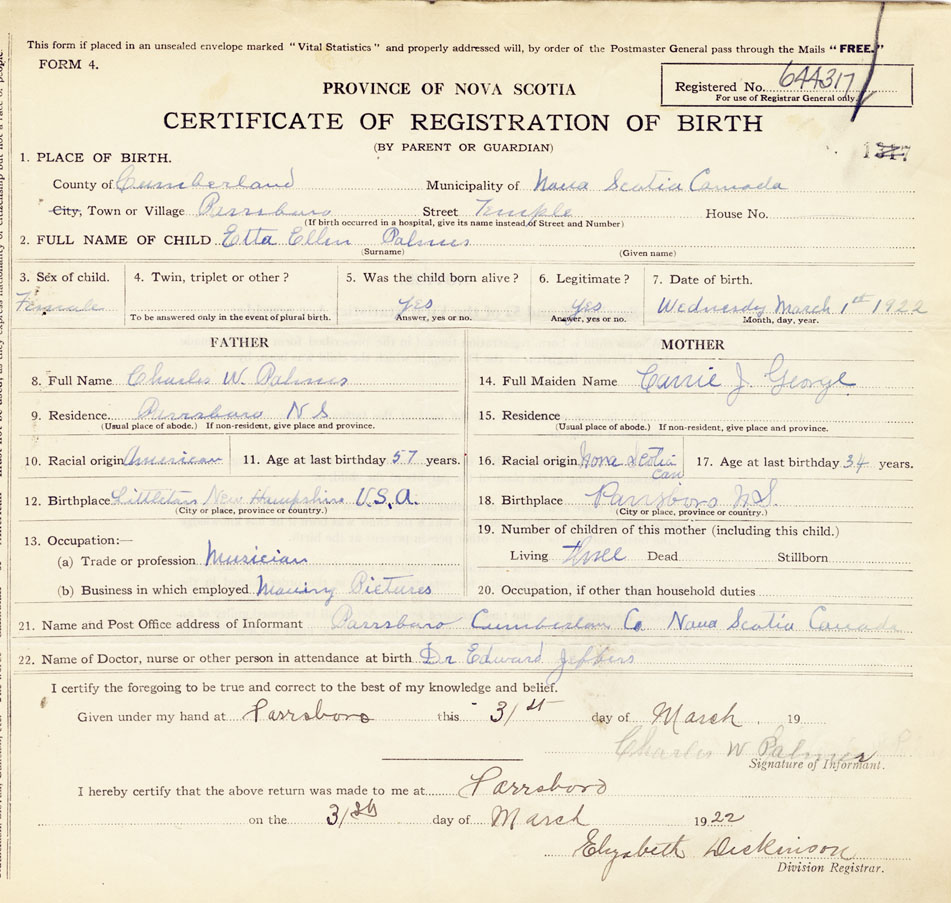 This form if placed in an unsealed envelope marked "Vital Statistics" and properly addressed will, by order of the Postmaster General pass through the Mails "FREE."
FORM 4.
Registered No. 644317
For use of Registrar General only.
PROVINCE OF NOVA SCOTIA
CERTIFICATE OF REGISTRATION OF BIRTH
(BY PARENT OR GUARDIAN)
1. PLACE OF BIRTH.
County of Cumberland Municipality of Nova Scotia Canada
City, Town or Village Parrsboro Street Temple House No.
(If birth occurred in a hospital, give its name instead of Street and Number)
2. FULL NAME OF CHILD Etta Ellen Palmer
(Surname) (Given name)
3. Sex of child. 4. Twin, triplet or other? 5. Was the child born alive? 6. Legitimate? 7. Date of birth.
Female yes yes Wednesday March 1st 1922
To be answered only in the event of plural birth. Answer, yes or no. Answer, yes or no. Month, day, year.
FATHER MOTHER
8. Full Name Charles W. Palmer 14. Full Maiden Name Carrie J. George
9. Residence Parrsboro N S 15. Residence
(Usual place of abode.) If non-resident, give place and province. (Usual place of abode.) If non-resident, give place and province.
10. Racial origin American 11. Age at last birthday 57 years. 16. Racial origin Nova Scotia Can 17. Age at last birthday 34 years.
12. Birthplace Littleton New Hampshire U.S.A. 18. Birthplace Parrsboro N.S.
(City or place, province or country.) (City or place, province or country.)
19. Number of children of this mother (including this child.)
13. Occupation:—
(a) Trade or profession Musician Living three Dead Stillborn
(b) Business in which employed Moving Pictures 20. Occupation, if other than household duties
21. Name and Post Office address of Informant Parrsboro Cumberland Co Nova Scotia Canada
22. Name of Doctor, nurse or other person in attendance at birth Dr Edward Jeffers
I certify the foregoing to be true and correct to the best of my knowledge and belief.
Given under my hand at Parrsboro this 31st day of March 19
Charles W Palmer
Signature of Informant.
I hereby certify that the above return was made to me at Parrsboro
on the 31st day of March 1922
Elizabeth Dickinson
Division Registrar.